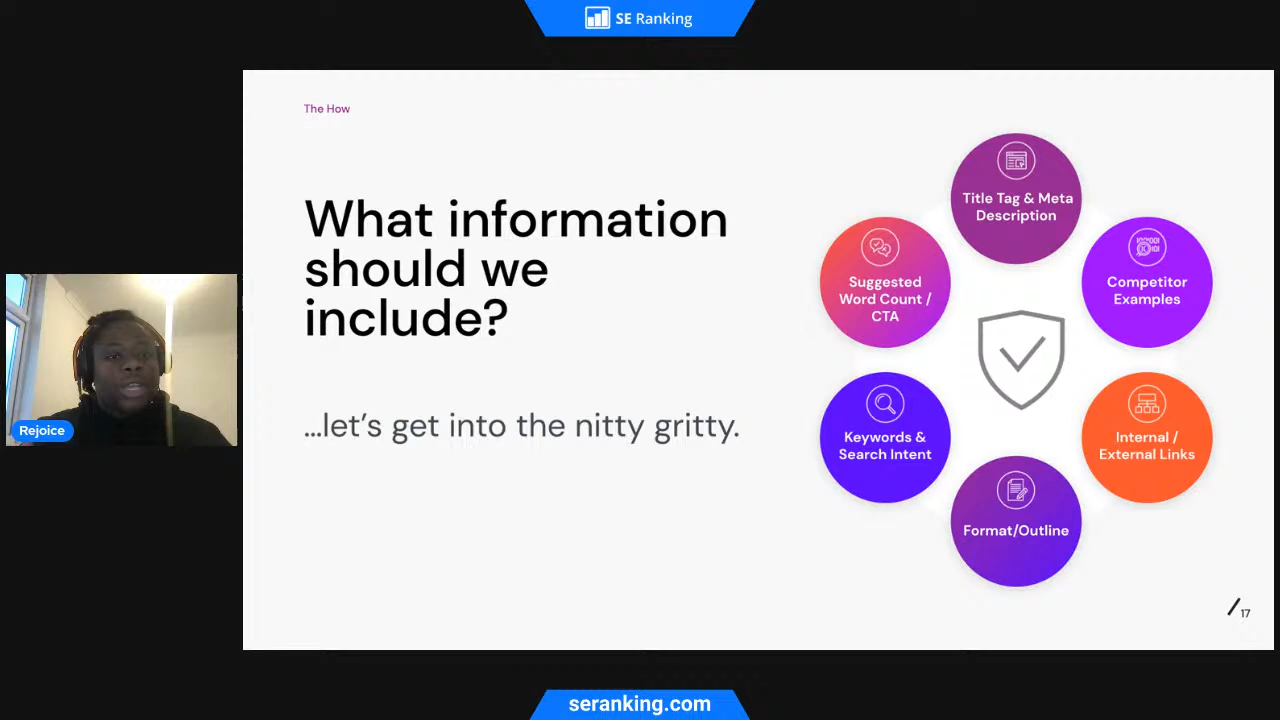 SE Ranking
The How
What information
should we
include?
...let's get into the nitty gritty.
Title Tag & Meta
Description
Suggested
Word Count /
CTA
Competitor
Examples
Keywords &
Search Intent
Internal /
External Links
Format/Outline
17
Rejoice
seranking.com